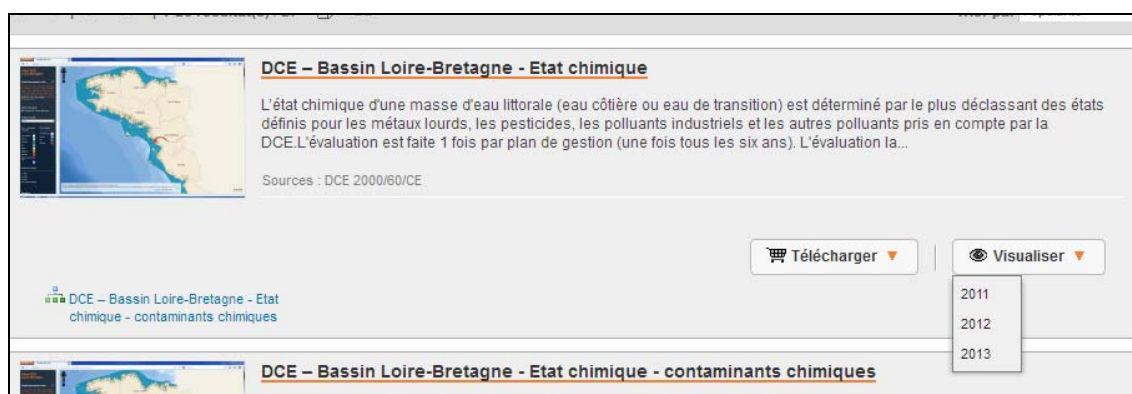 DCE – Bassin Loire-Bretagne - Etat chimique
L'état chimique d'une masse d'eau littorale (eau côtière ou eau de transition) est déterminé par le plus déclassant des états
définis pour les métaux lourds, les pesticides, les polluants industriels et les autres polluants pris en compte par la
DCE.L'évaluation est faite 1 fois par plan de gestion (une fois tous les six ans). L'évaluation la...
Sources : DCE 2000/60/CE
Télécharger
Visualiser
2011
2012
2013
DCE – Bassin Loire-Bretagne - Etat
chimique - contaminants chimiques
DCE – Bassin Loire-Bretagne - Etat chimique - contaminants chimiques